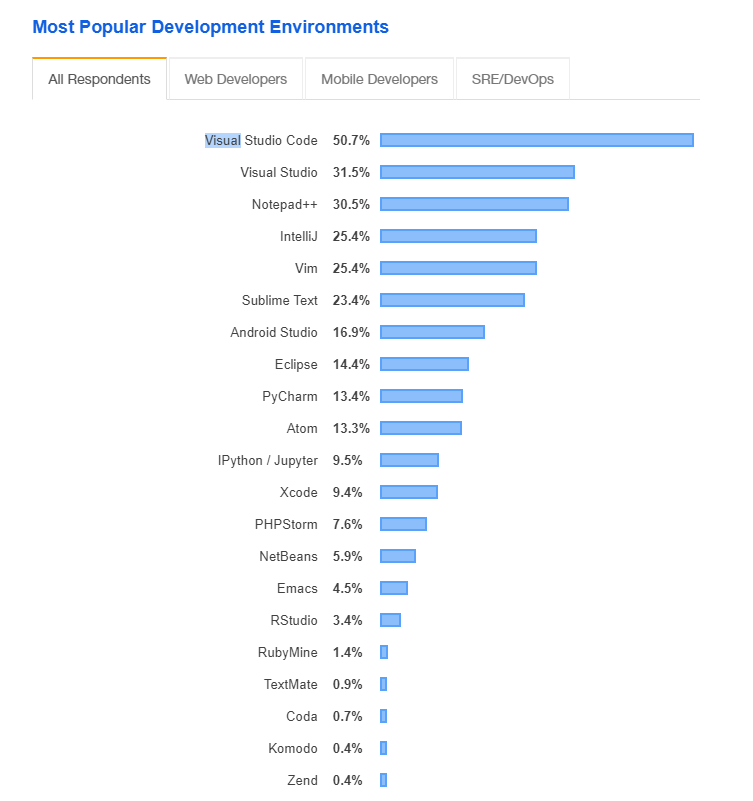 Most Popular Development Environments
All Respondents Web Developers Mobile Developers SRE/DevOps
Visual Studio Code 50.7%
Visual Studio 31.5%
Notepad++ 30.5%
IntelliJ 25.4%
Vim 25.4%
Sublime Text 23.4%
Android Studio 16.9%
Eclipse 14.4%
PyCharm 13.4%
Atom 13.3%
IPython / Jupyter 9.5%
Xcode 9.4%
PHPStorm 7.6%
NetBeans 5.9%
Emacs 4.5%
RStudio 3.4%
RubyMine 1.4%
TextMate 0.9%
Coda 0.7%
Komodo 0.4%
Zend 0.4%